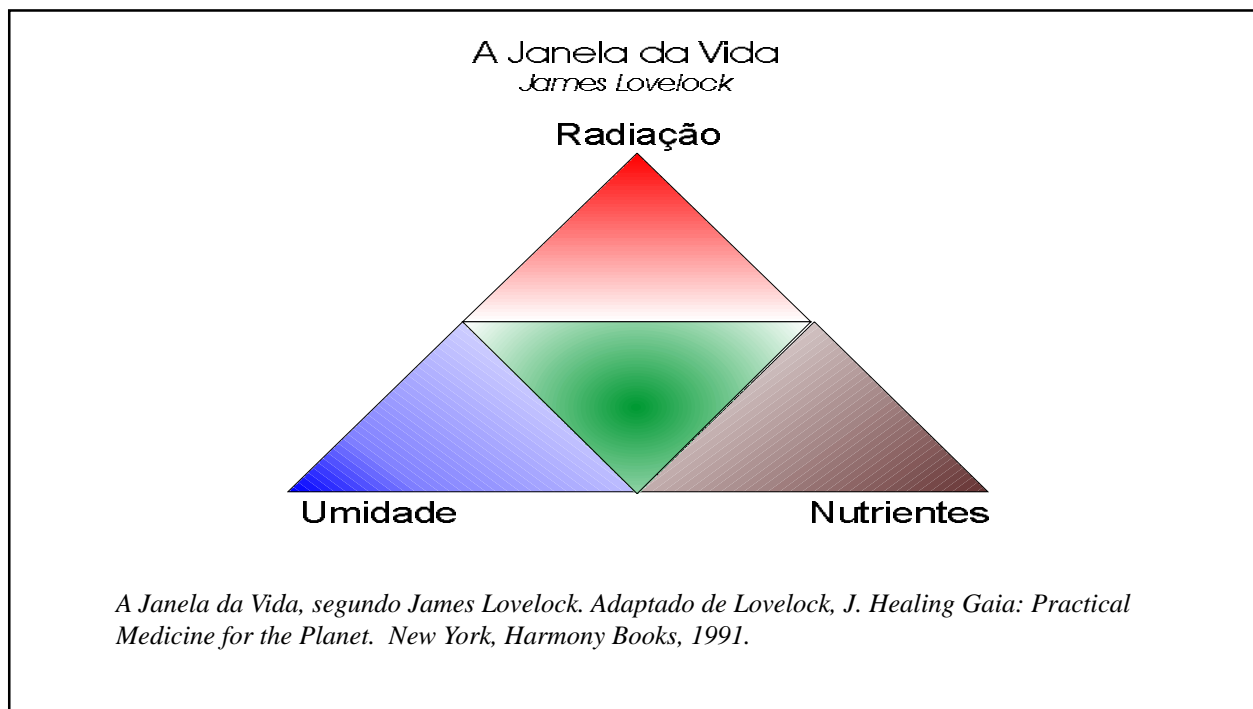 A Janela da Vida
James Lovelock
Radiação
Umidade
Nutrientes
A Janela da Vida, segundo James Lovelock. Adaptado de Lovelock, J. Healing Gaia: Practical
Medicine for the Planet. New York, Harmony Books, 1991.